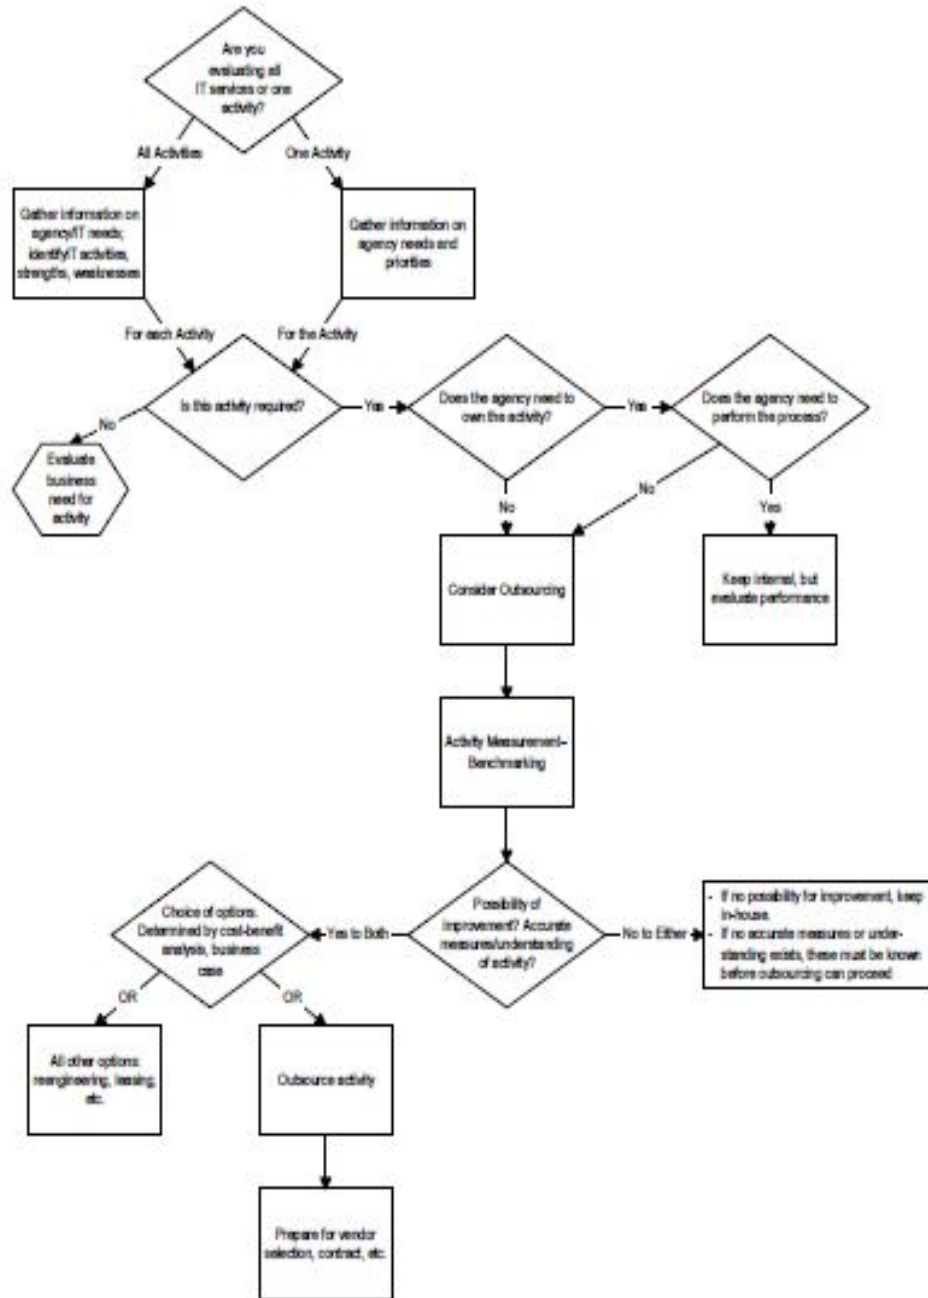 Are you
evaluating all
IT services or one
activity?
All Activities
One Activity
Gather information on
agency/IT needs;
identify IT activities,
strengths, weaknesses
Gather information on
agency needs and
priorities
For each Activity
For the Activity
Is this activity required?
Yes
Does the agency need to
own the activity?
Yes
Does the agency need to
perform the process?
No
Evaluate
business
need for
activity
No
No
Yes
Consider Outsourcing
Keep internal, but
evaluate performance
Activity Measurement–
Benchmarking
Choice of options.
Determined by cost-benefit
analysis, business
case
Yes to Both
Possibility of
improvement? Accurate
measures/understanding
of activity?
No to Either
- If no possibility for improvement, keep
in-house.
- If no accurate measures or under-
standing exists, these must be known
before outsourcing can proceed
OR
OR
All other options:
reengineering, leasing,
etc.
Outsource activity
Prepare for vendor
selection, contract, etc.